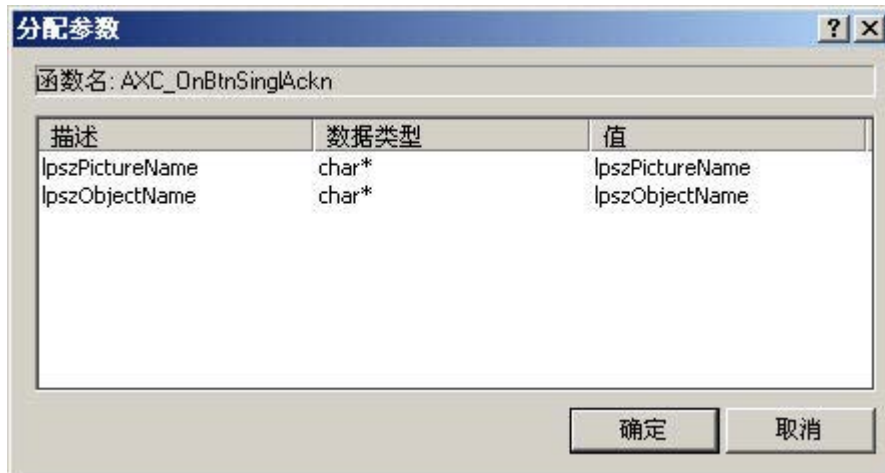 分配参数
函数名: AXC_OnBtnSinglAckn
描述 数据类型 值
lpszPictureName char* lpszPictureName
lpszObjectName char* lpszObjectName
确定 取消